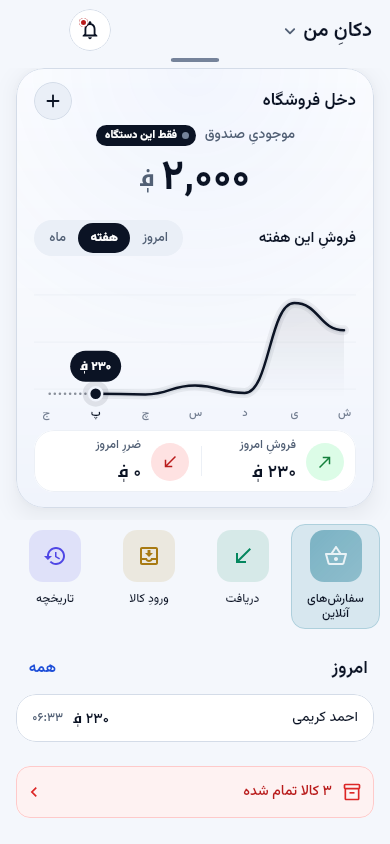 دکانِ من
دخل فروشگاه
موجودیِ صندوق
فقط این دستگاه
۲,۰۰۰ ؋
فروشِ این هفته
امروز
هفته
ماه
۲۳۰ ؋
ش
ی
د
س
چ
پ
ج
فروشِ امروز
۲۳۰ ؋
ضررِ امروز
۰ ؋
سفارش‌های آنلاین
دریافت
ورودِ کالا
تاریخچه
امروز
همه
احمد کریمی
۲۳۰ ؋
۰۶:۳۳
۳ کالا تمام شده